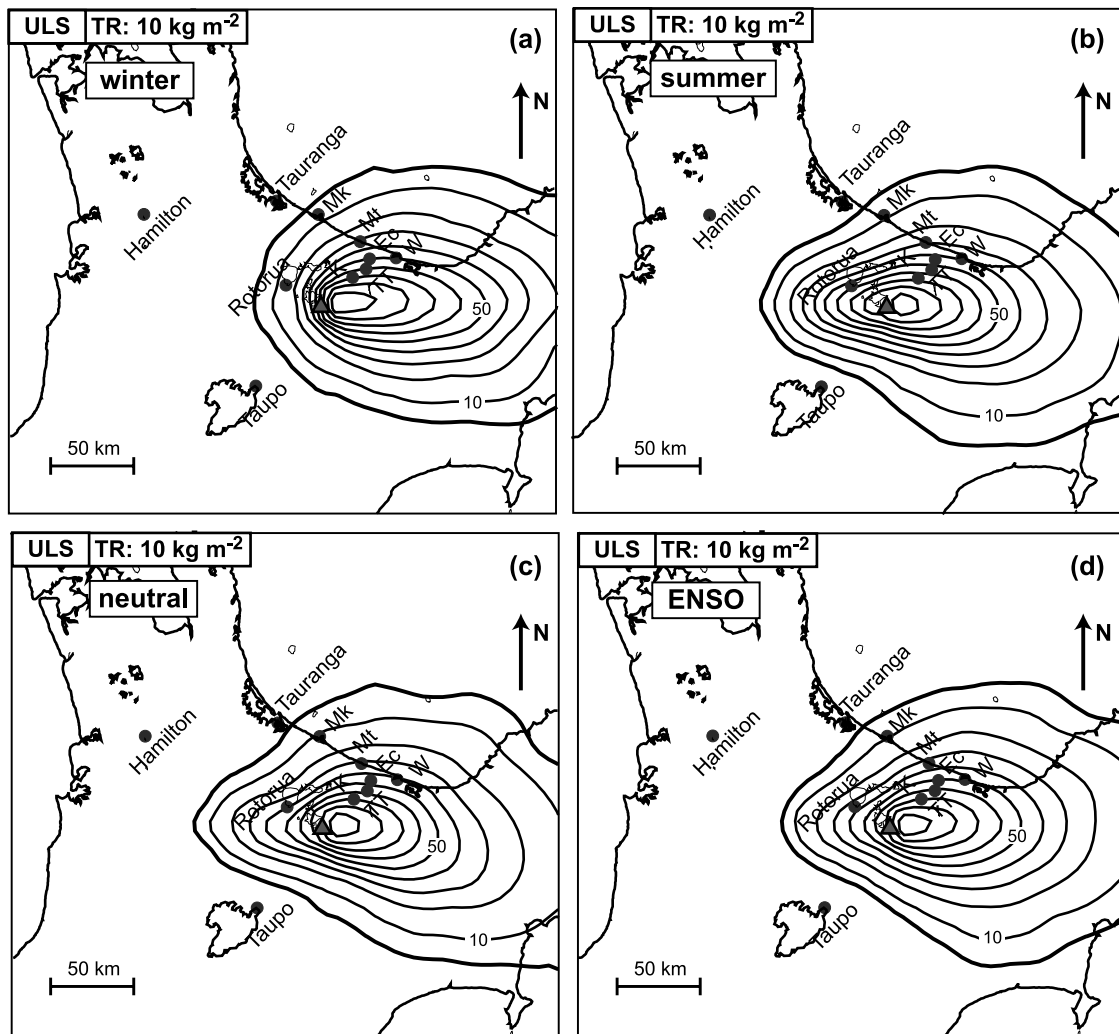 ULS TR: 10 kg m-2 (a)
winter
N
Tauranga
Mk
Hamilton
Mt
Ec
W
Rotorua
K
TT
50
Taupo
10
50 km
ULS TR: 10 kg m-2 (b)
summer
N
Tauranga
Mk
Hamilton
Mt
Ec
W
Rotorua
K
50
Taupo
10
50 km
ULS TR: 10 kg m-2 (c)
neutral
N
Tauranga
Mk
Hamilton
Mt
Ec
W
Rotorua
50
Taupo
10
50 km
ULS TR: 10 kg m-2 (d)
ENSO
N
Tauranga
Mk
Hamilton
Mt
Ec
W
Rotorua
K
50
Taupo
10
50 km